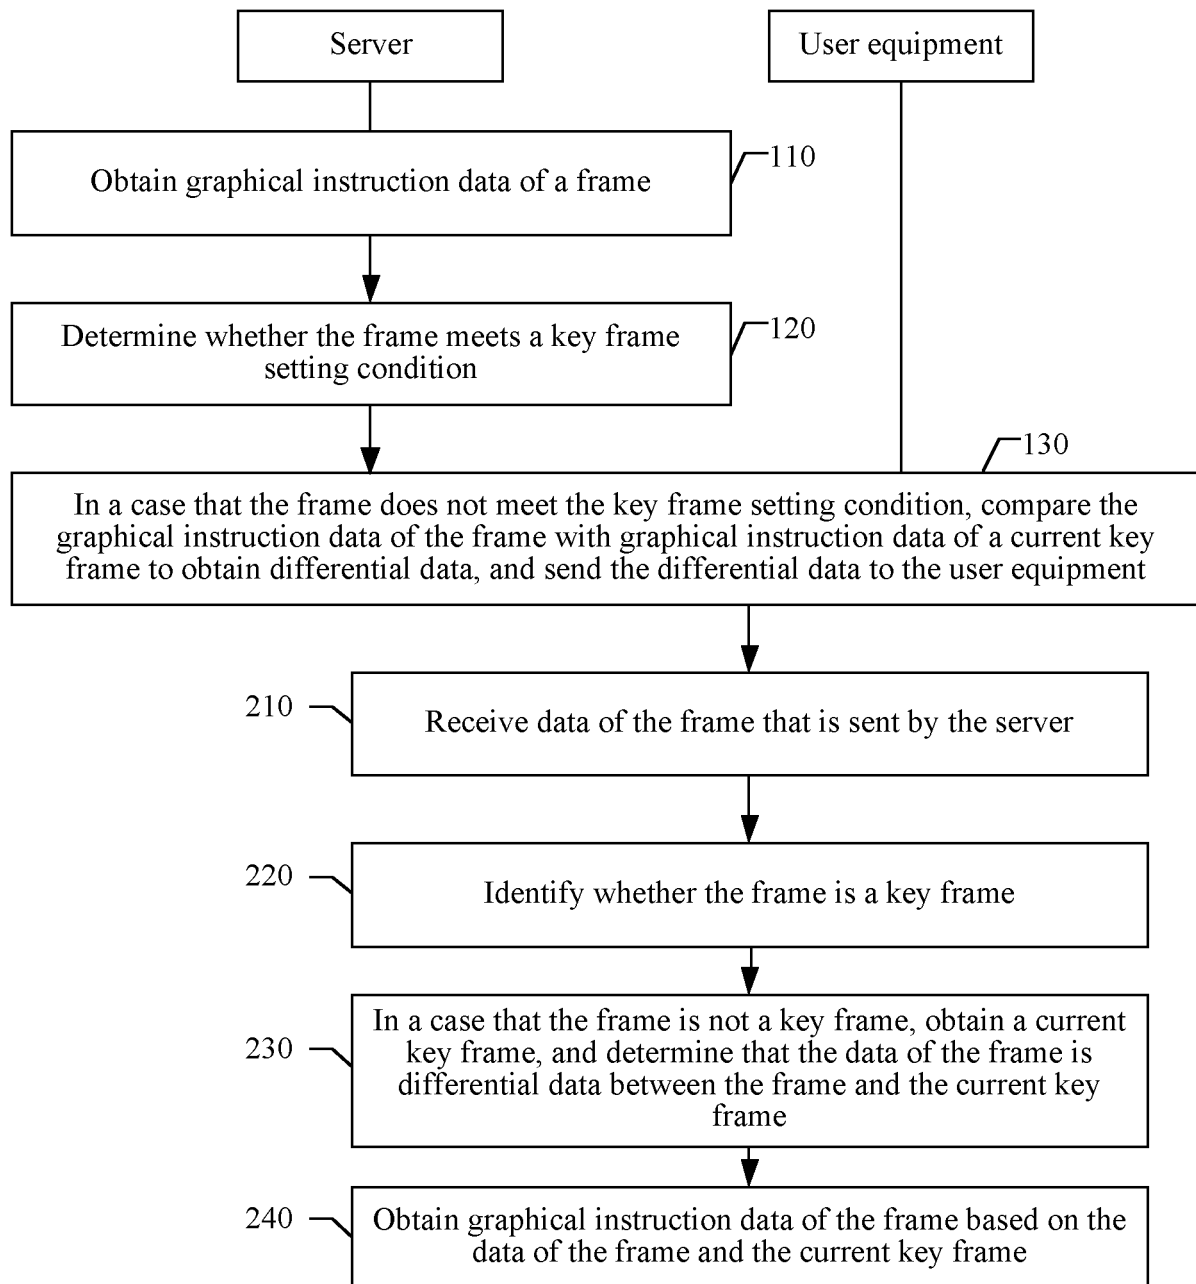 Server
User equipment
Obtain graphical instruction data of a frame
110
Determine whether the frame meets a key frame
setting condition
120
130
In a case that the frame does not meet the key frame setting condition, compare the
graphical instruction data of the frame with graphical instruction data of a current key
frame to obtain differential data, and send the differential data to the user equipment
210
Receive data of the frame that is sent by the server
220
Identify whether the frame is a key frame
230
In a case that the frame is not a key frame, obtain a current
key frame, and determine that the data of the frame is
differential data between the frame and the current key
frame
240
Obtain graphical instruction data of the frame based on the
data of the frame and the current key frame